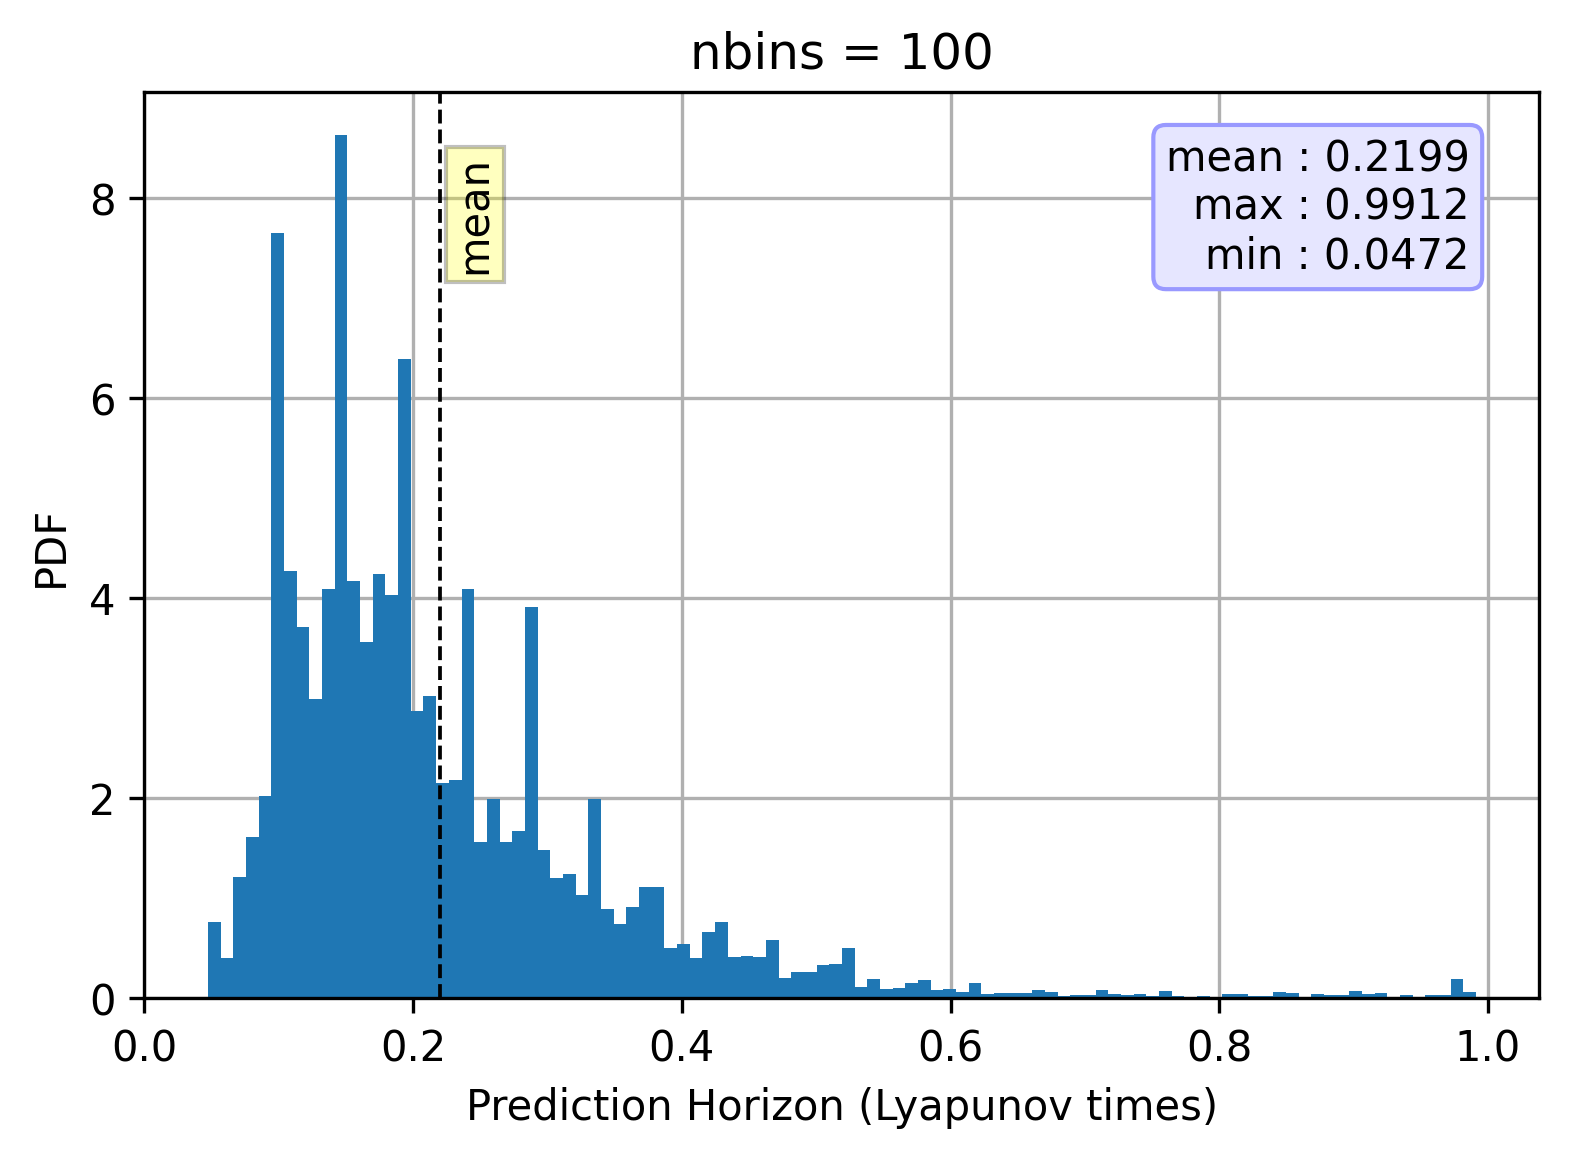 nbins = 100
mean : 0.2199
max : 0.9912
min : 0.0472
mean
PDF
8
6
4
2
0
0.0 0.2 0.4 0.6 0.8 1.0
Prediction Horizon (Lyapunov times)